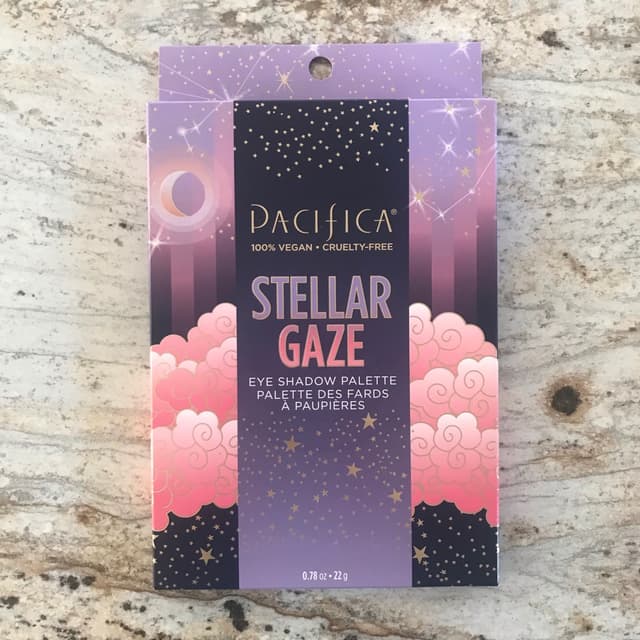 PACIFICA®
100% VEGAN • CRUELTY-FREE
STELLAR
GAZE
EYE SHADOW PALETTE
PALETTE DES FARDS
À PAUPIÈRES
0.78 oz • 22 g